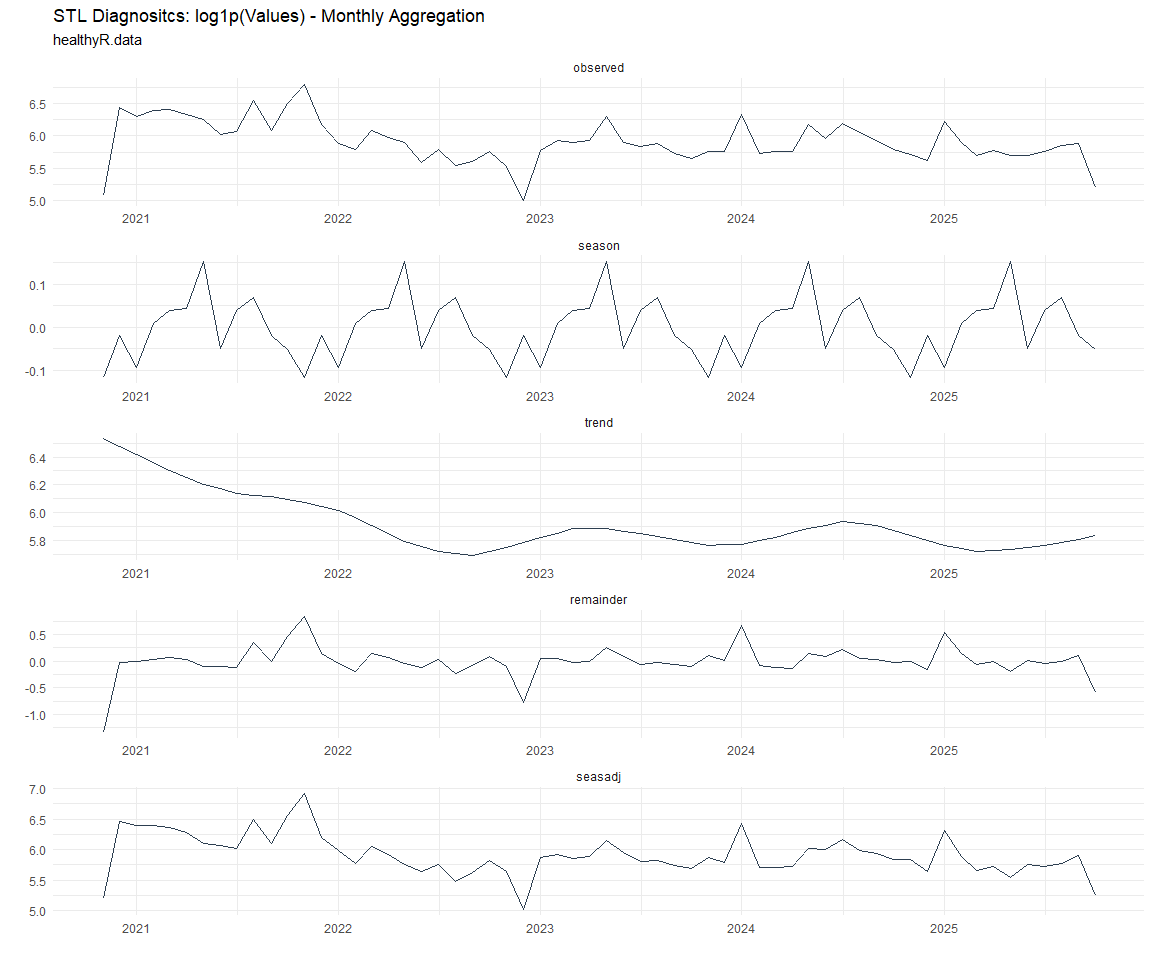 STL Diagnositcs: log1p(Values) - Monthly Aggregation
healthyR.data
observed
6.5
6.0
5.5
5.0
2021 2022 2023 2024 2025
season
0.1
0.0
-0.1
2021 2022 2023 2024 2025
trend
6.4
6.2
6.0
5.8
2021 2022 2023 2024 2025
remainder
0.5
0.0
-0.5
-1.0
2021 2022 2023 2024 2025
seasadj
7.0
6.5
6.0
5.5
5.0
2021 2022 2023 2024 2025